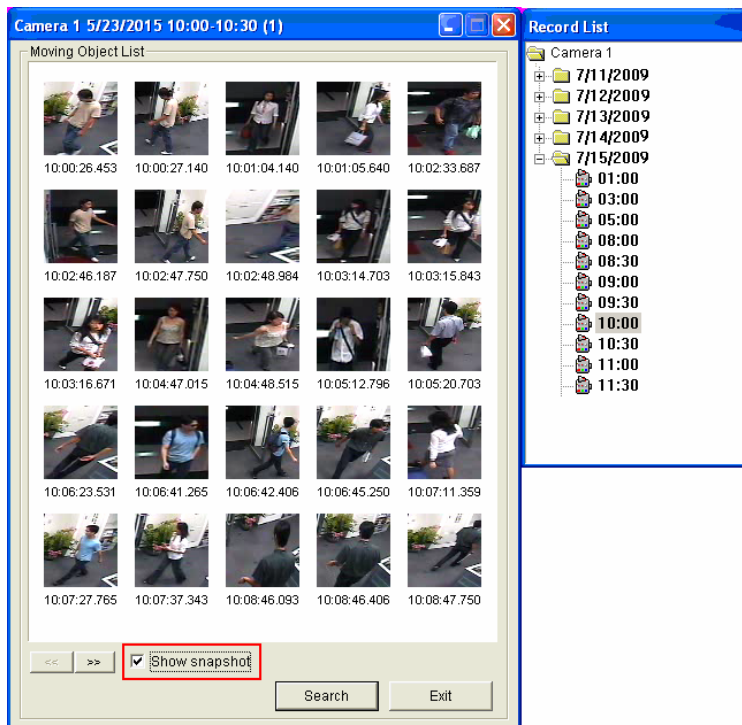 Camera 1 5/23/2015 10:00-10:30 (1)
Moving Object List
10:00:26.453 10:00:27.140 10:01:04.140 10:01:05.640 10:02:33.687
10:02:46.187 10:02:47.750 10:02:48.984 10:03:14.703 10:03:15.843
10:03:16.671 10:04:47.015 10:04:48.515 10:05:12.796 10:05:20.703
10:06:23.531 10:06:41.265 10:06:42.406 10:06:45.250 10:07:11.359
10:07:27.765 10:07:37.343 10:08:46.093 10:08:46.406 10:08:47.750
<< >> Show snapshot
Search Exit
Record List
Camera 1
7/11/2009
7/12/2009
7/13/2009
7/14/2009
7/15/2009
01:00
03:00
05:00
08:00
08:30
09:00
09:30
10:00
10:30
11:00
11:30